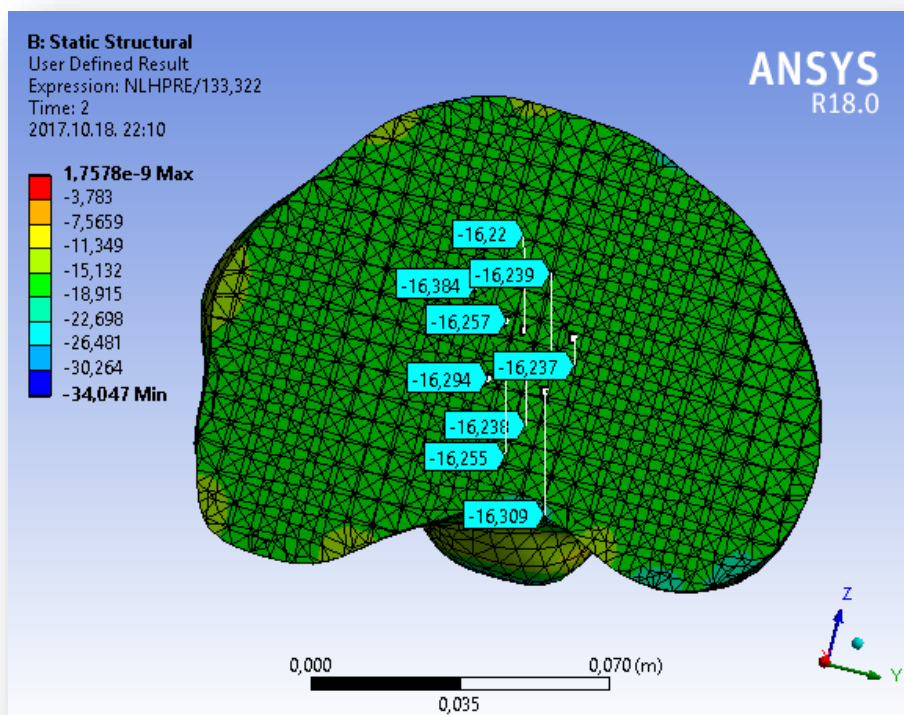 B: Static Structural
User Defined Result
Expression: NLHPRE/133,322
Time: 2
2017.10.18. 22:10
ANSYS
R18.0
1,7578e-9 Max
-3,783
-7,5659
-11,349
-15,132
-18,915
-22,698
-26,481
-30,264
-34,047 Min
-16,22
-16,239
-16,384
-16,257
-16,237
-16,294
-16,238
-16,255
-16,309
0,000
0,070 (m)
0,035
Z
Y
X